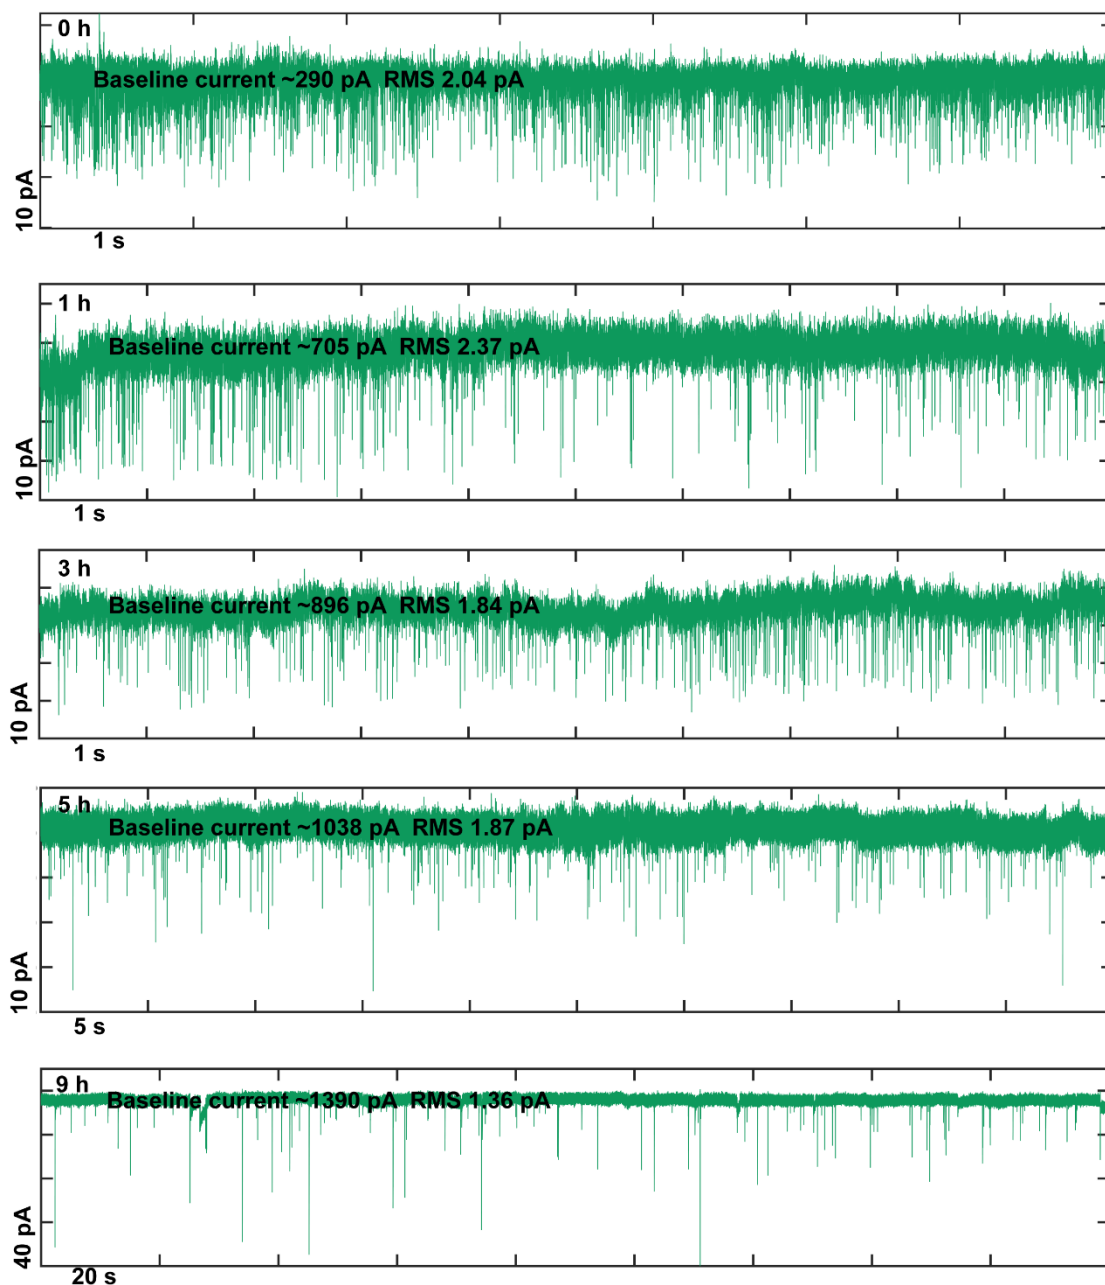 0 h
Baseline current ~290 pA RMS 2.04 pA
10 pA
1 s
1 h
Baseline current ~705 pA RMS 2.37 pA
10 pA
1 s
3 h
Baseline current ~896 pA RMS 1.84 pA
10 pA
1 s
5 h
Baseline current ~1038 pA RMS 1.87 pA
10 pA
5 s
9 h
Baseline current ~1390 pA RMS 1.36 pA
40 pA
20 s